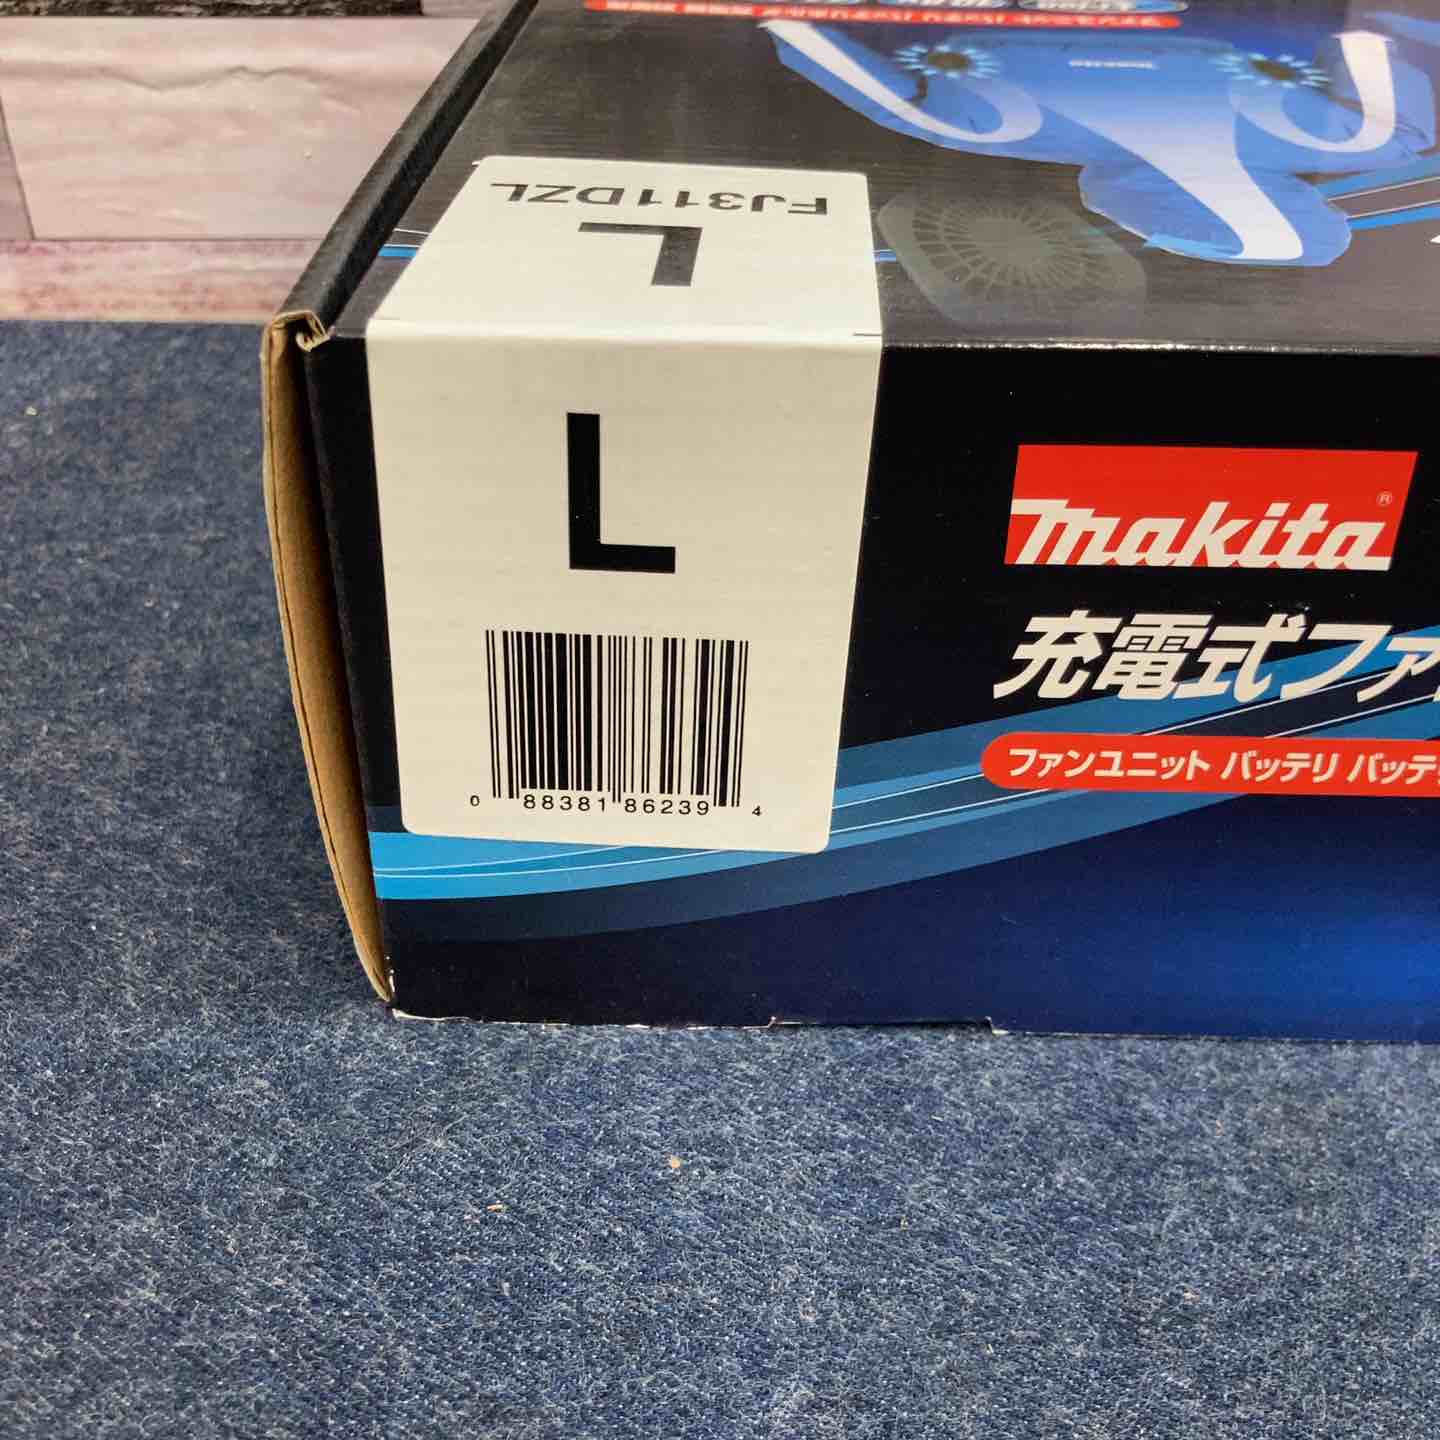 FJ311DZL
L
L
0 88381 86239 4
makita®
充電式ファ
ファンユニット バッテリ バッテ